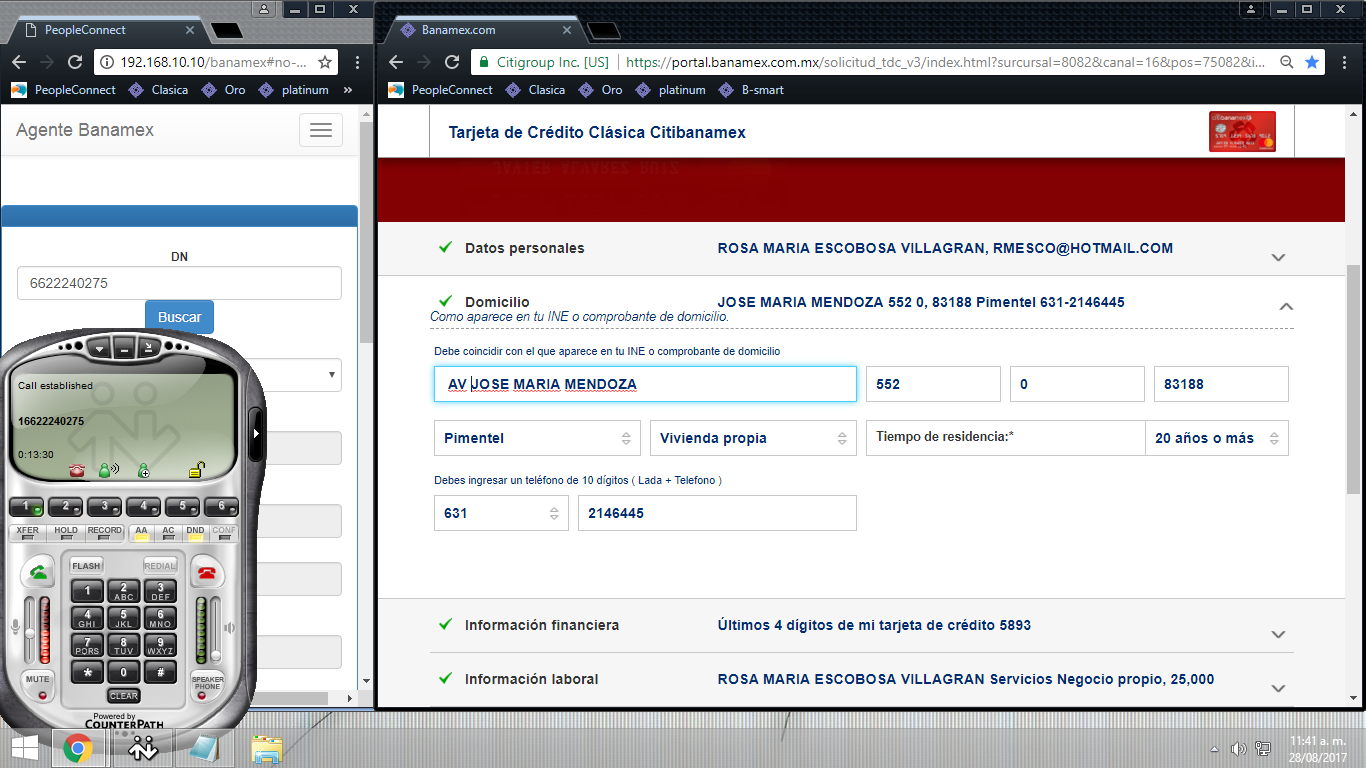 PeopleConnect
192.168.10.10/banamex#no-...
PeopleConnect
Clasica
Oro
platinum
»
Agente Banamex
DN
6622240275
Buscar
Call established
16622240275
0:13:30
1 2 3 4 5 6
XFER HOLD RECORD AA AC DND CONF
FLASH REDIAL
1
2 ABC
3 DEF
4 GHI
5 JKL
6 MNO
7 PQRS
8 TUV
9 WXYZ
* 0 #
MUTE
CLEAR
SPEAKER PHONE
Powered by
COUNTERPATH
Banamex.com
Citigroup Inc. [US]
https://portal.banamex.com.mx/solicitud_tdc_v3/index.html?surcursal=8082&canal=16&pos=75082&i...
PeopleConnect
Clasica
Oro
platinum
B-smart
Tarjeta de Crédito Clásica Citibanamex
Datos personales
ROSA MARIA ESCOBOSA VILLAGRAN, RMESCO@HOTMAIL.COM
Domicilio
JOSE MARIA MENDOZA 552 0, 83188 Pimentel 631-2146445
Como aparece en tu INE o comprobante de domicilio.
Debe coincidir con el que aparece en tu INE o comprobante de domicilio
AV JOSE MARIA MENDOZA
552
0
83188
Pimentel
Vivienda propia
Tiempo de residencia:*
20 años o más
Debes ingresar un teléfono de 10 dígitos ( Lada + Telefono )
631
2146445
Información financiera
Últimos 4 dígitos de mi tarjeta de crédito 5893
Información laboral
ROSA MARIA ESCOBOSA VILLAGRAN Servicios Negocio propio, 25,000
11:41 a. m.
28/08/2017